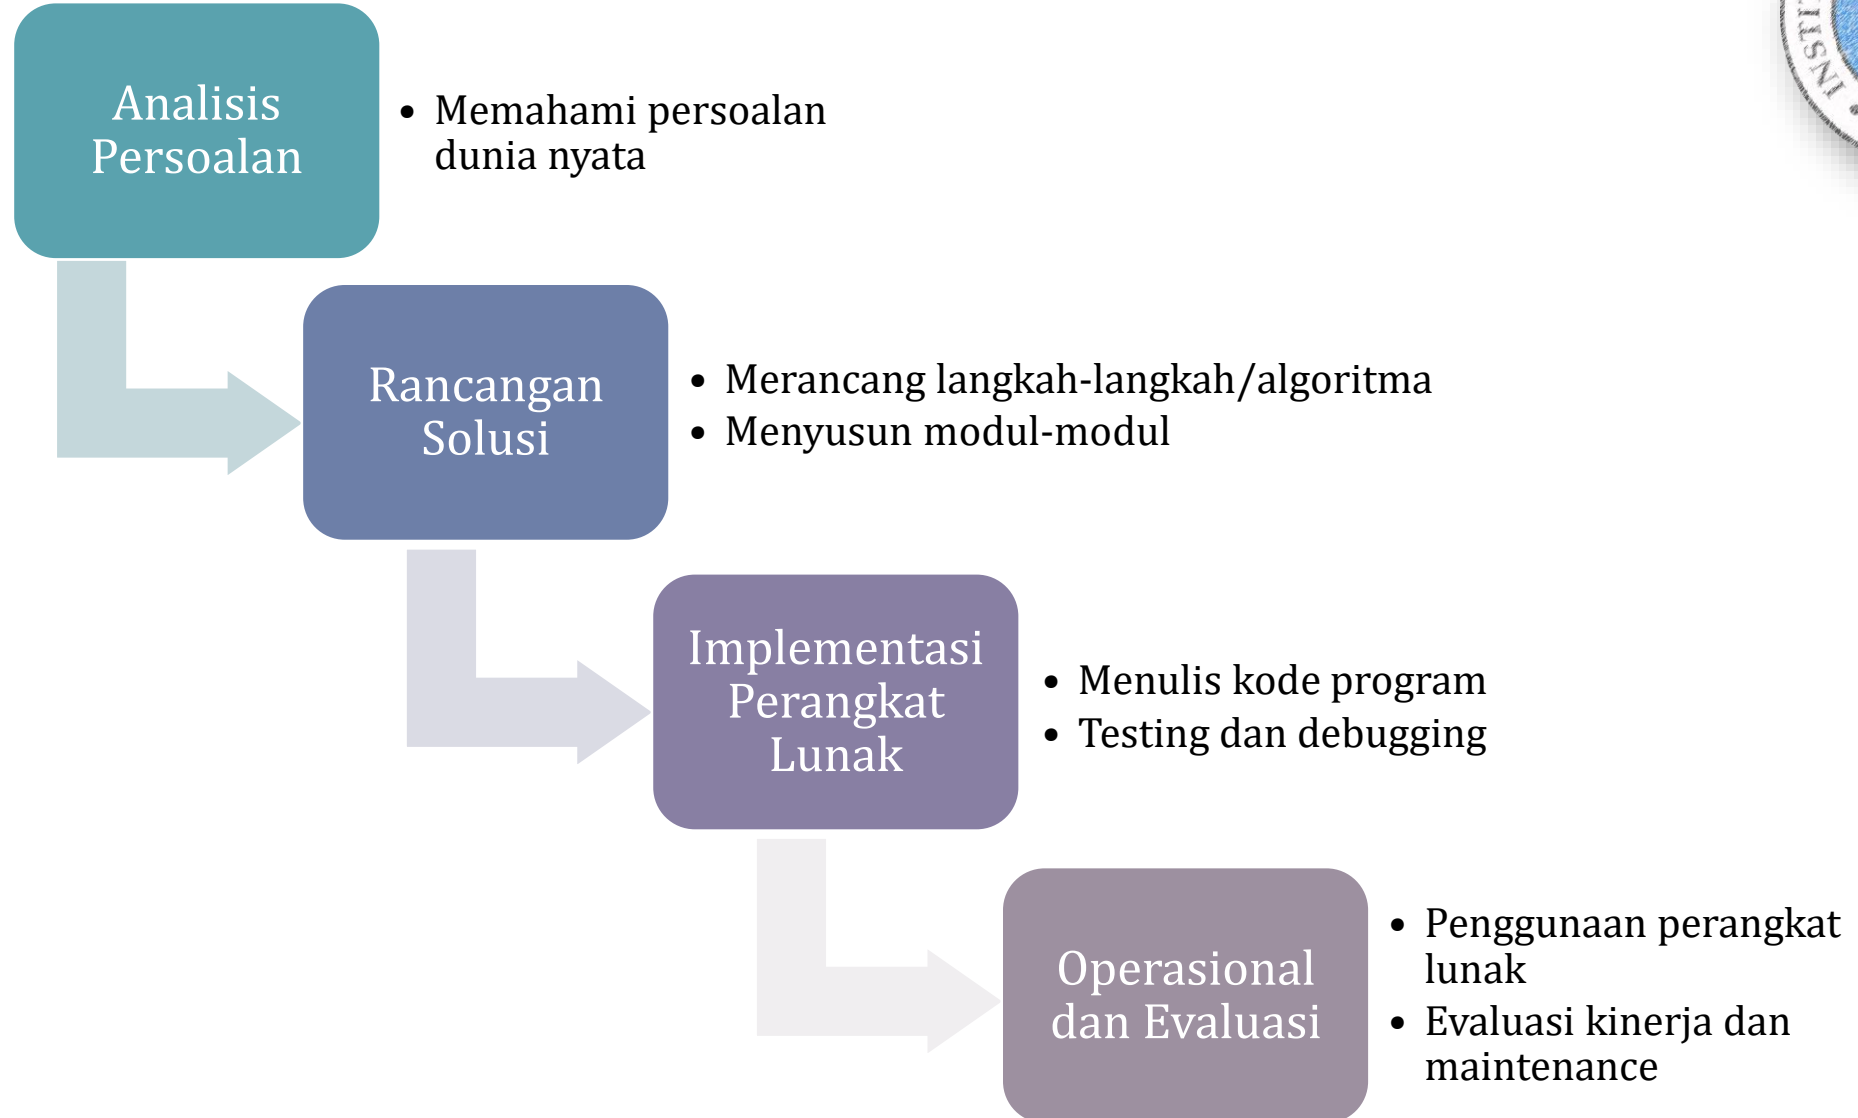 Analisis
Persoalan
• Memahami persoalan
dunia nyata
Rancangan
Solusi
• Merancang langkah-langkah/algoritma
• Menyusun modul-modul
Implementasi
Perangkat
Lunak
• Menulis kode program
• Testing dan debugging
Operasional
dan Evaluasi
• Penggunaan perangkat
lunak
• Evaluasi kinerja dan
maintenance